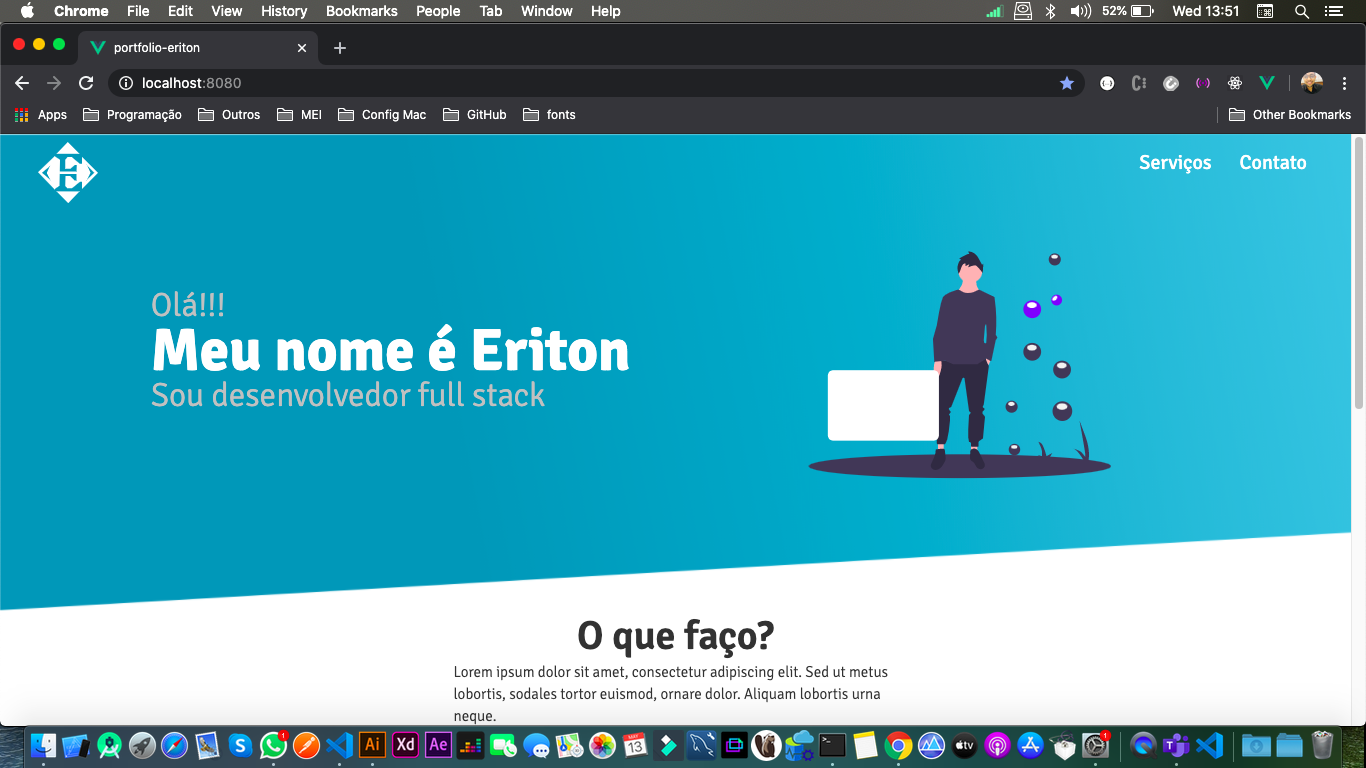 Chrome File Edit View History Bookmarks People Tab Window Help 52% Wed 13:51
portfolio-eriton
localhost:8080
Apps Programação Outros MEI Config Mac GitHub fonts Other Bookmarks
E
Serviços Contato
Olá!!!
Meu nome é Eriton
Sou desenvolvedor full stack
O que faço?
Lorem ipsum dolor sit amet, consectetur adipiscing elit. Sed ut metus
lobortis, sodales tortor euismod, ornare dolor. Aliquam lobortis urna
neque.
1 Ai Xd Ae 13 tv 1